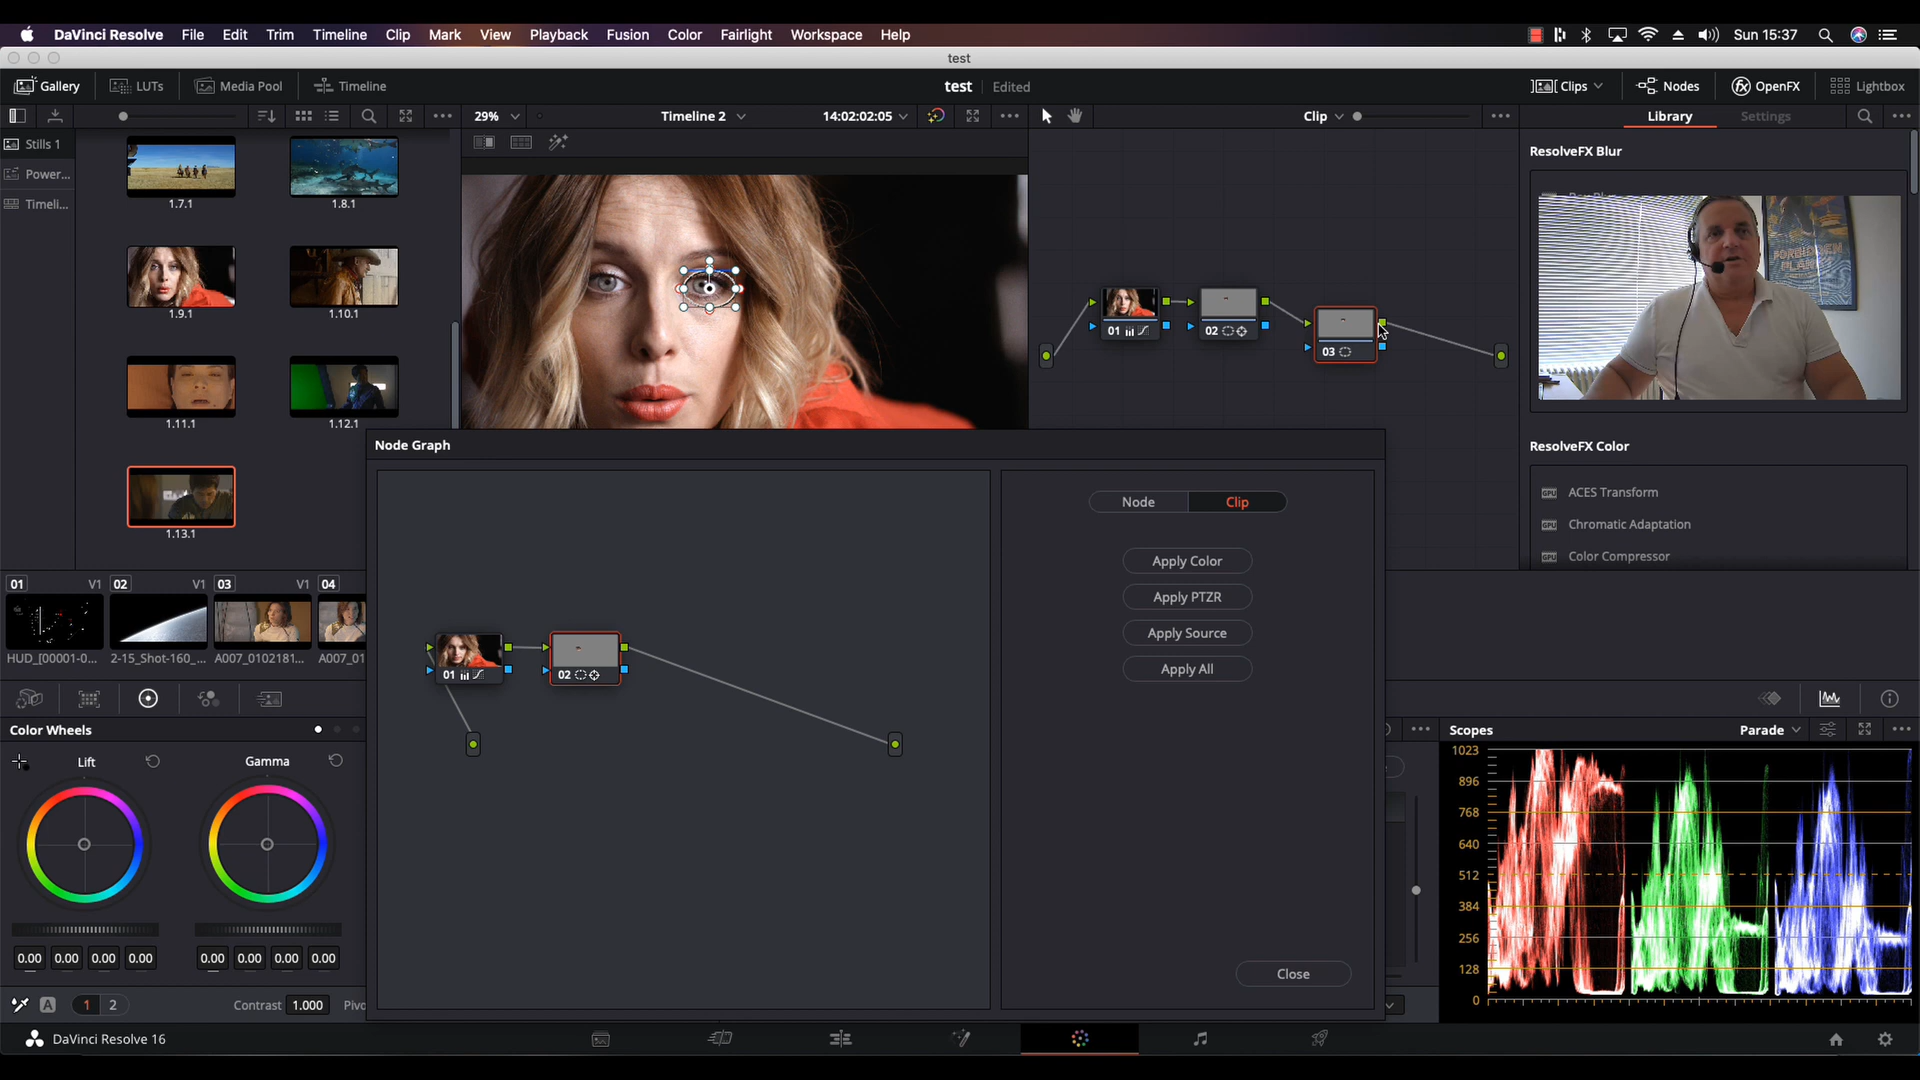 DaVinci Resolve File Edit Trim Timeline Clip Mark View Playback Fusion Color Fairlight Workspace Help Sun 15:37
test
Gallery LUTs Media Pool Timeline test Edited Clips Nodes OpenFX Lightbox
29% Timeline 2 14:02:02:05 Clip Library Settings
Stills 1
Power...
Timeli...
1.7.1 1.8.1
1.9.1 1.10.1
1.11.1 1.12.1
1.13.1
01 02 03
ResolveFX Blur
FORBIDDEN
PLANET
ResolveFX Color
GPU ACES Transform
GPU Chromatic Adaptation
GPU Color Compressor
Node Graph
Node Clip
Apply Color
Apply PTZR
Apply Source
Apply All
01 02
Close
01 V1 02 V1 03 V1 04
HUD_[00001-0... 2-15_Shot-160_... A007_0102181... A007_01
Color Wheels
Lift Gamma
0.00 0.00 0.00 0.00 0.00 0.00 0.00 0.00
A 1 2 Contrast 1.000 Pivo
Scopes Parade
1023
896
768
640
512
384
256
128
0
DaVinci Resolve 16